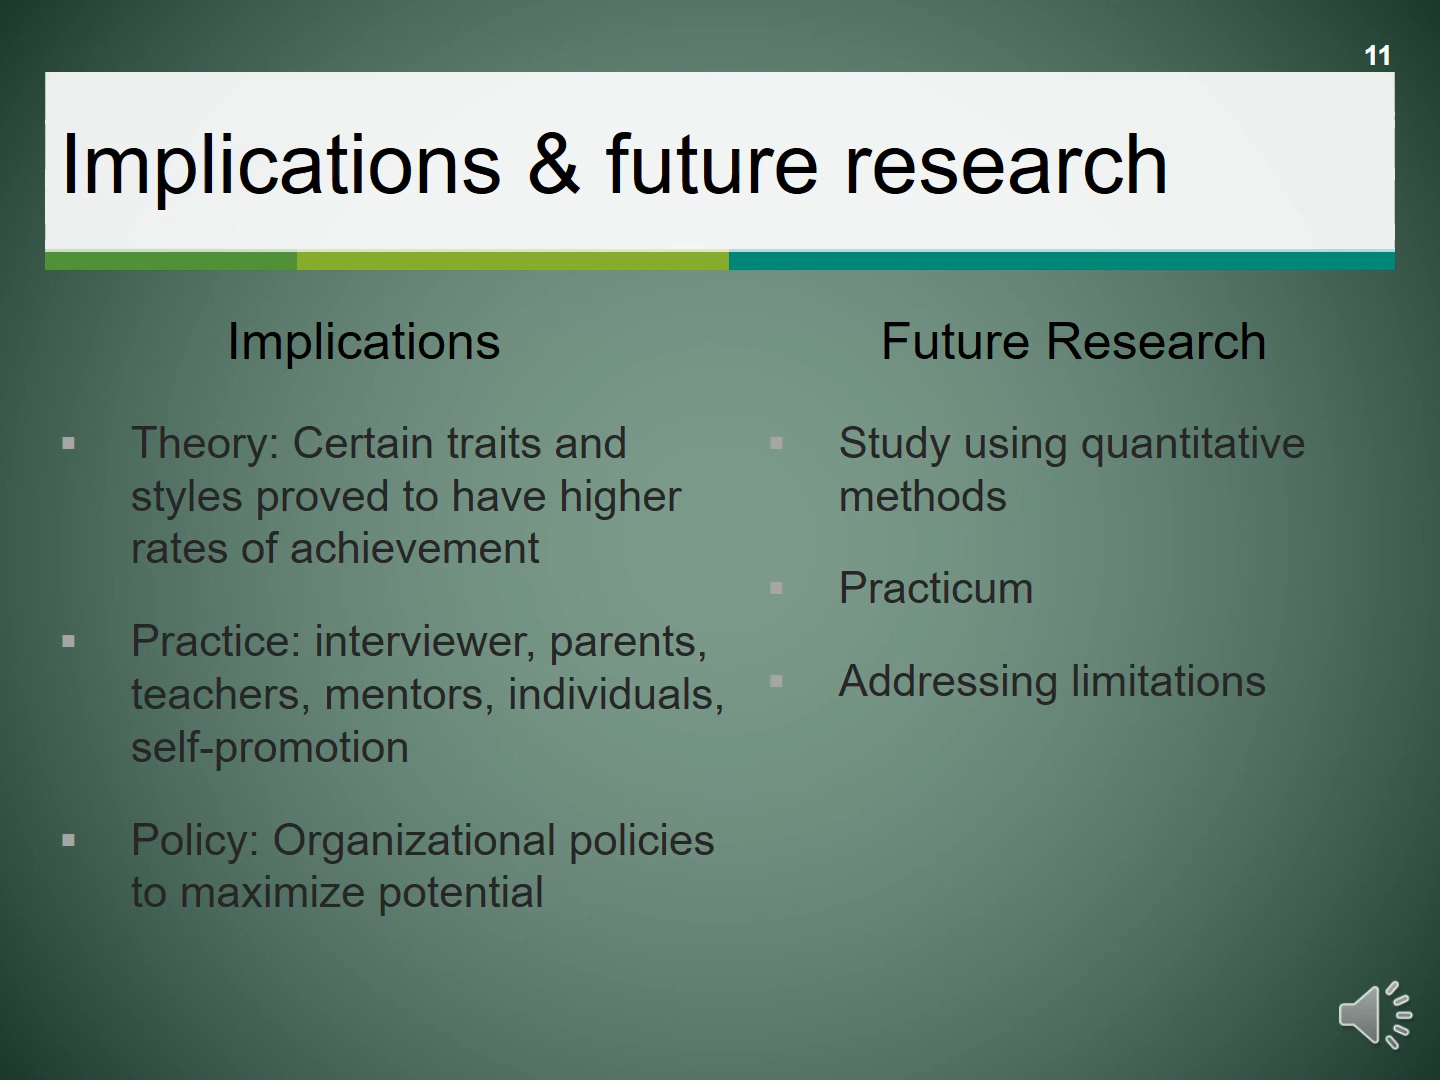 11
Implications & future research
Implications
Theory: Certain traits and
styles proved to have higher
rates of achievement
Practice: interviewer, parents,
teachers, mentors, individuals,
self-promotion
Policy: Organizational policies
to maximize potential
Future Research
Study using quantitative
methods
Practicum
Addressing limitations